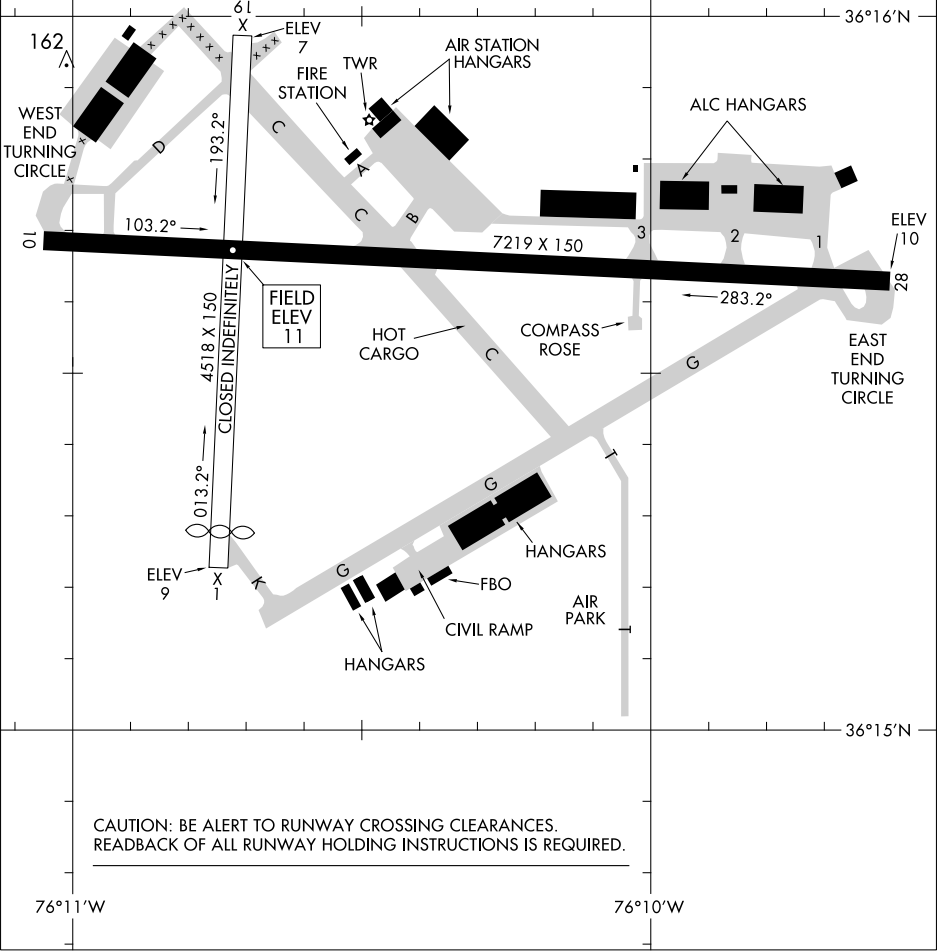 19
X
ELEV
7
36°16'N
162
AIR STATION
HANGARS
TWR
FIRE
STATION
ALC HANGARS
WEST
END
TURNING
CIRCLE
C
D
193.2°
A
C
B
103.2°
10
7219 X 150
3
2
1
ELEV
10
28
283.2°
FIELD
ELEV
11
4518 X 150
CLOSED INDEFINITELY
HOT
CARGO
COMPASS
ROSE
C
G
EAST
END
TURNING
CIRCLE
013.2°
T
G
HANGARS
ELEV
9
X
1
K
G
FBO
AIR
PARK
CIVIL RAMP
T
HANGARS
36°15'N
CAUTION: BE ALERT TO RUNWAY CROSSING CLEARANCES.
READBACK OF ALL RUNWAY HOLDING INSTRUCTIONS IS REQUIRED.
76°11'W
76°10'W